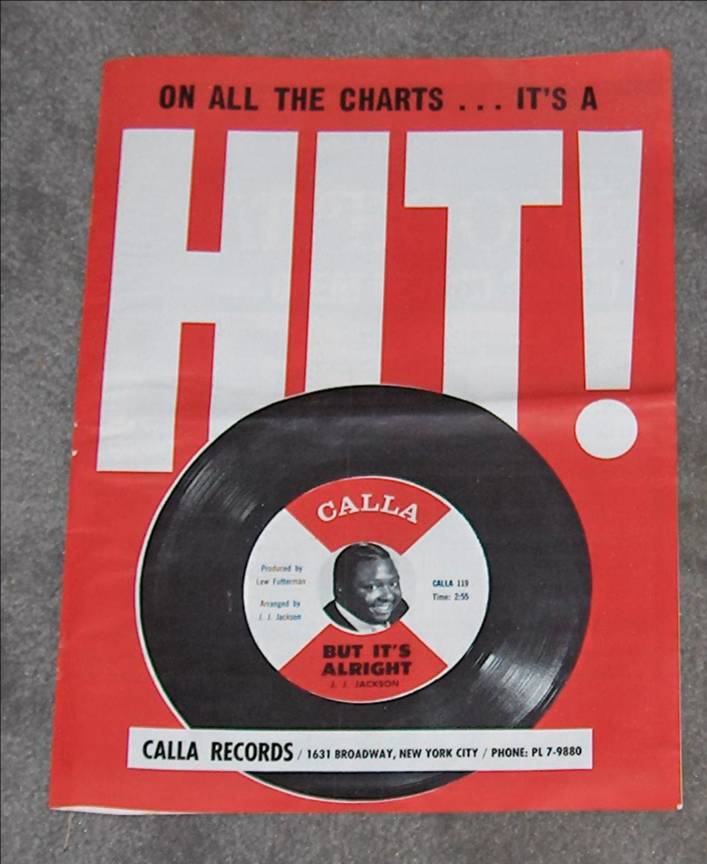 ON ALL THE CHARTS . . . IT'S A
HIT!
CALLA
Produced by
Lew Futterman
Arranged by
J. J. Jackson
CALLA 119
Time: 2:55
BUT IT'S
ALRIGHT
J. J. JACKSON
CALLA RECORDS / 1631 BROADWAY, NEW YORK CITY / PHONE: PL 7-9880